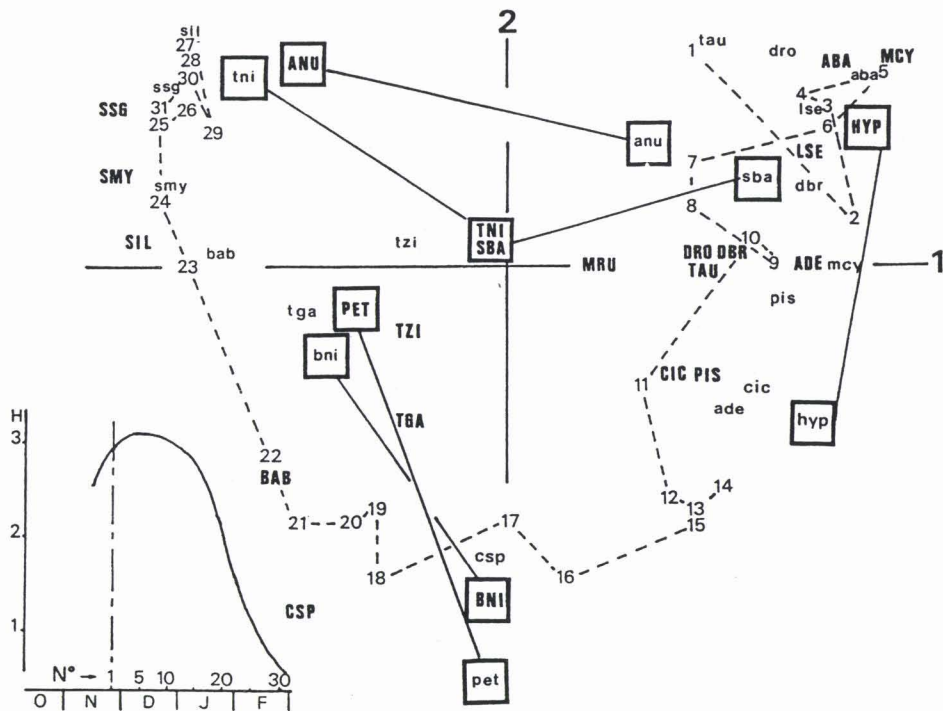 2
sil
27
28
30
tni
ANU
1 tau
dro
ABA
MCY
aba 5
ssg
31
26
SSG
25
29
4
3
lse
6
HYP
anu
7
LSE
sba
dbr
SMY
smy
24
8
2
TNI
SBA
SIL
bab
tzi
10
9
23
MRU
DRO DBR
TAU
ADE mcy
1
pis
tga
PET
TZI
bni
11
CIC PIS
cic
ade
hyp
TGA
H
3
22
BAB
12
13
14
15
2
21
20
19
17
18
16
csp
CSP
BNI
1
pet
N° → 1 5 10 20 30
O N D J F